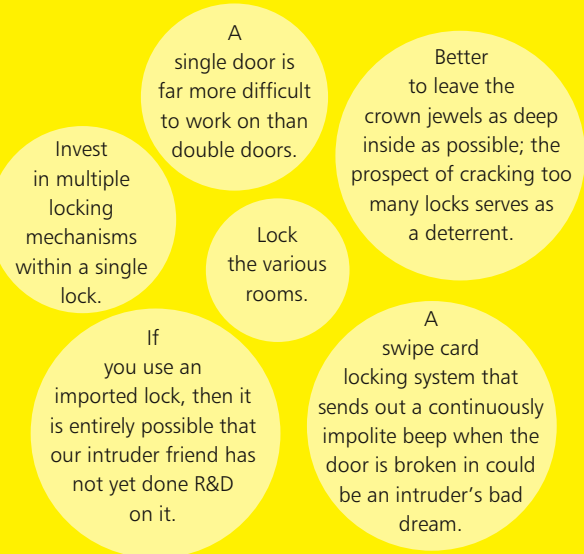 A
single door is
far more difficult
to work on than
double doors.
Better
to leave the
crown jewels as deep
inside as possible; the
prospect of cracking too
many locks serves as
a deterrent.
Invest
in multiple
locking
mechanisms
within a single
lock.
Lock
the various
rooms.
If
you use an
imported lock, then it
is entirely possible that
our intruder friend has
not yet done R&D
on it.
A
swipe card
locking system that
sends out a continuously
impolite beep when the
door is broken in could
be an intruder's bad
dream.